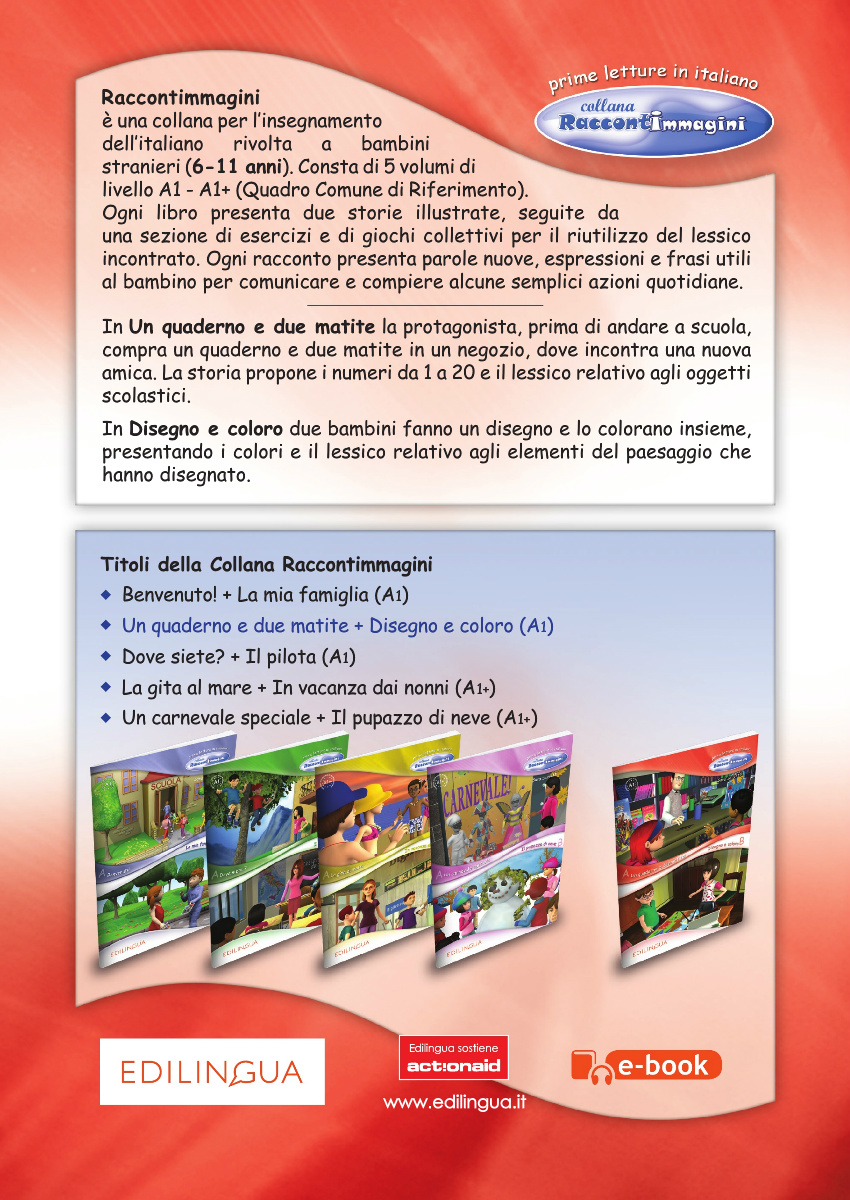 prime letture in italiano
collana
Raccontimmagini
Raccontimmagini
è una collana per l'insegnamento
dell'italiano rivolta a bambini
stranieri (6-11 anni). Consta di 5 volumi di
livello A1 - A1+ (Quadro Comune di Riferimento).
Ogni libro presenta due storie illustrate, seguite da
una sezione di esercizi e di giochi collettivi per il riutilizzo del lessico
incontrato. Ogni racconto presenta parole nuove, espressioni e frasi utili
al bambino per comunicare e compiere alcune semplici azioni quotidiane.
In Un quaderno e due matite la protagonista, prima di andare a scuola,
compra un quaderno e due matite in un negozio, dove incontra una nuova
amica. La storia propone i numeri da 1 a 20 e il lessico relativo agli oggetti
scolastici.
In Disegno e coloro due bambini fanno un disegno e lo colorano insieme,
presentando i colori e il lessico relativo agli elementi del paesaggio che
hanno disegnato.
Titoli della Collana Raccontimmagini
◆ Benvenuto! + La mia famiglia (A1)
◆ Un quaderno e due matite + Disegno e coloro (A1)
◆ Dove siete? + Il pilota (A1)
◆ La gita al mare + In vacanza dai nonni (A1+)
◆ Un carnevale speciale + Il pupazzo di neve (A1+)
SCUOLA
CARNEVALE!
Il pupazzo di neve B
Disegno e coloro B
EDILINGUA
EDILINGUA
EDILINGUA
EDILINGUA
EDILINGUA
EDILINGUA
Edilingua sostiene
act:onaid
www.edilingua.it
e-book